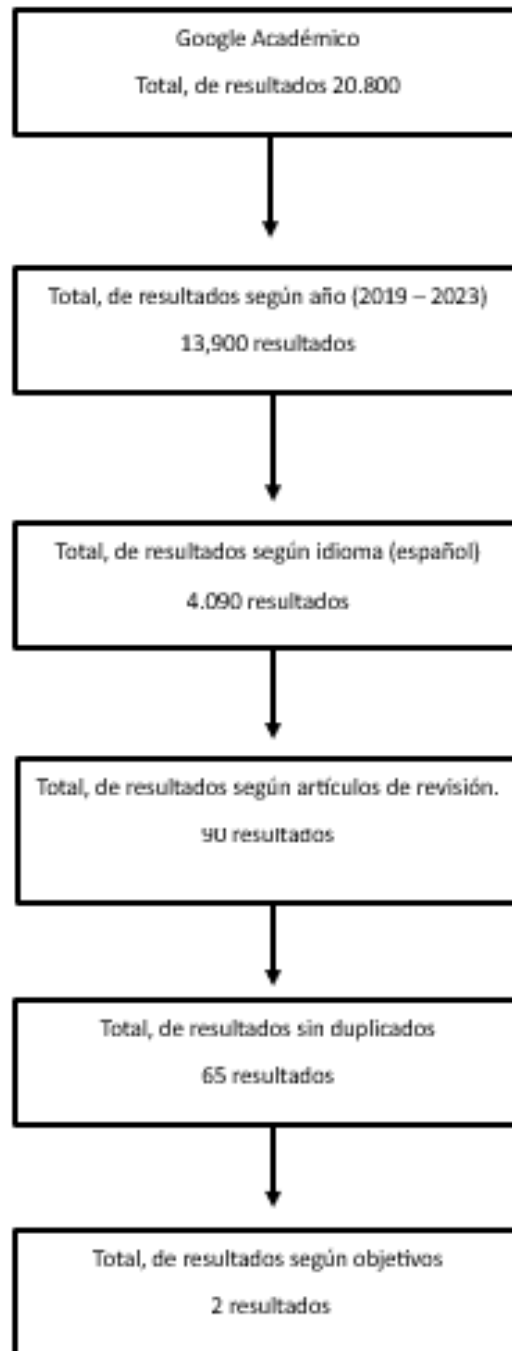 Google Académico
Total, de resultados 20.800
Total, de resultados según año (2019 – 2023)
13,900 resultados
Total, de resultados según idioma (español)
4.090 resultados
Total, de resultados según artículos de revisión.
90 resultados
Total, de resultados sin duplicados
65 resultados
Total, de resultados según objetivos
2 resultados